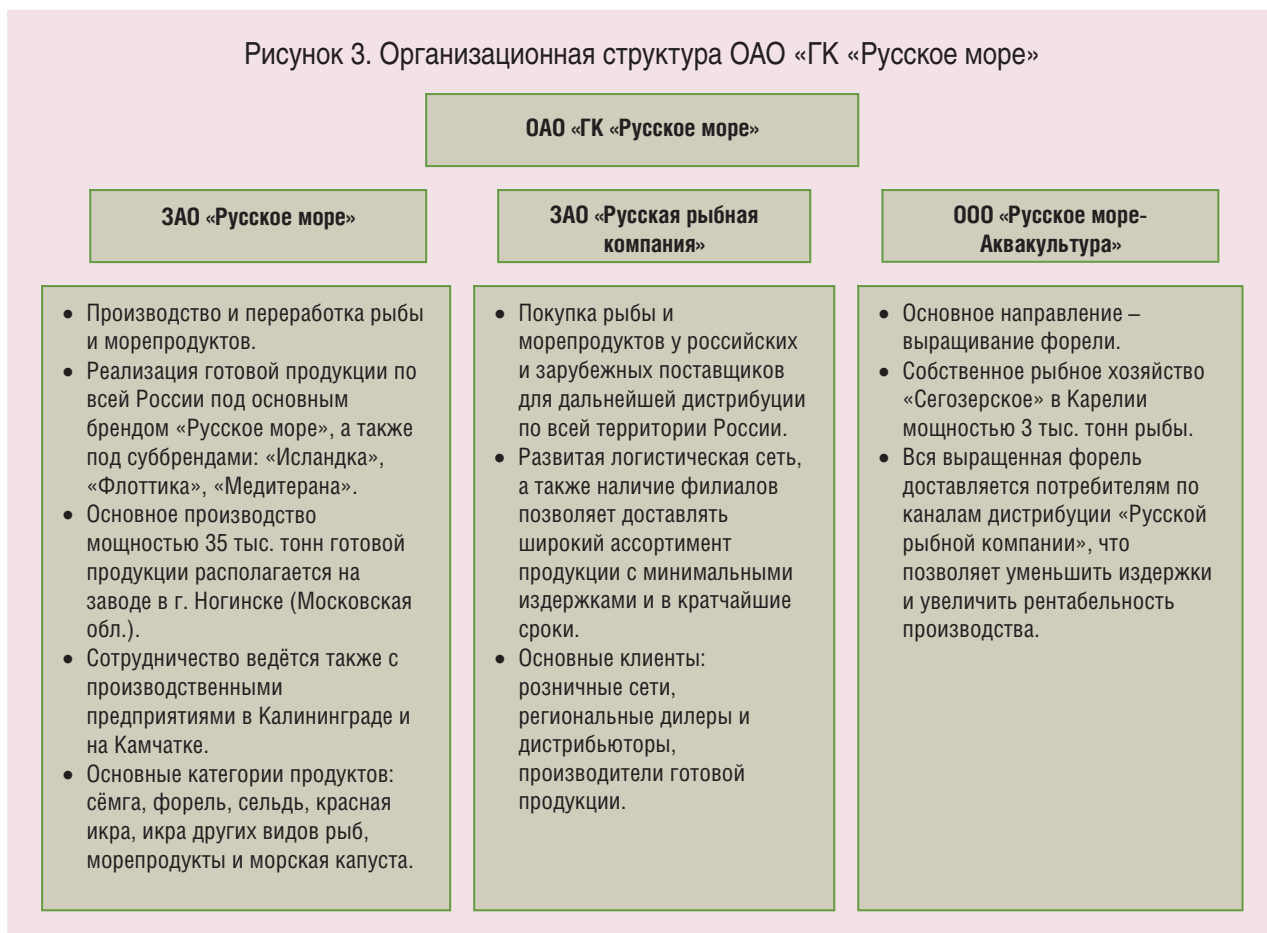 Рисунок 3. Организационная структура ОАО «ГК «Русское море»
ОАО «ГК «Русское море»
ЗАО «Русское море»
ЗАО «Русская рыбная
компания»
ООО «Русское море-
Аквакультура»
• Производство и переработка рыбы
и морепродуктов.
• Реализация готовой продукции по
всей России под основным
брендом «Русское море», а также
под суббрендами: «Исландка»,
«Флоттика», «Медитерана».
• Основное производство
мощностью 35 тыс. тонн готовой
продукции располагается на
заводе в г. Ногинске (Московская
обл.).
• Сотрудничество ведётся также с
производственными
предприятиями в Калининграде и
на Камчатке.
• Основные категории продуктов:
сёмга, форель, сельдь, красная
икра, икра других видов рыб,
морепродукты и морская капуста.
• Покупка рыбы и
морепродуктов у российских
и зарубежных поставщиков
для дальнейшей дистрибуции
по всей территории России.
• Развитая логистическая сеть,
а также наличие филиалов
позволяет доставлять
широкий ассортимент
продукции с минимальными
издержками и в кратчайшие
сроки.
• Основные клиенты:
розничные сети,
региональные дилеры и
дистрибьюторы,
производители готовой
продукции.
• Основное направление –
выращивание форели.
• Собственное рыбное хозяйство
«Сегозерское» в Карелии
мощностью 3 тыс. тонн рыбы.
• Вся выращенная форель
доставляется потребителям по
каналам дистрибуции «Русской
рыбной компании», что
позволяет уменьшить издержки
и увеличить рентабельность
производства.